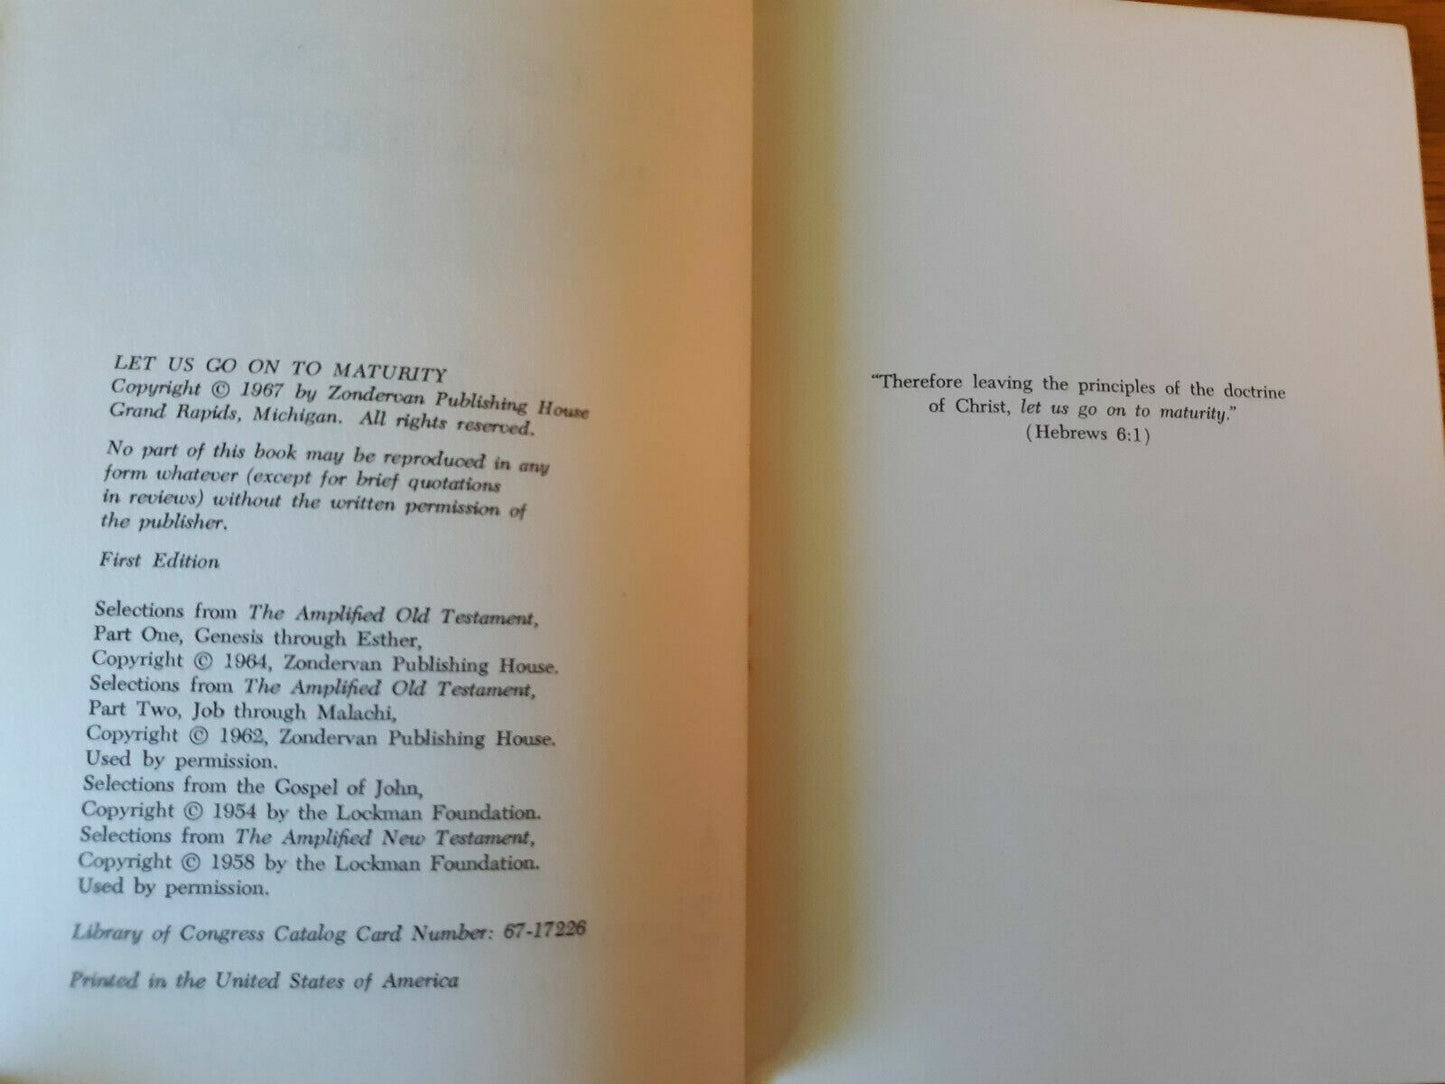 LET US GO ON TO MATURITY
Copyright © 1967 by Zondervan Publishing House
Grand Rapids, Michigan. All rights reserved.
No part of this book may be reproduced in any
form whatever (except for brief quotations
in reviews) without the written permission of
the publisher.
First Edition
Selections from The Amplified Old Testament,
Part One, Genesis through Esther,
Copyright © 1964, Zondervan Publishing House.
Selections from The Amplified Old Testament,
Part Two, Job through Malachi,
Copyright © 1962, Zondervan Publishing House.
Used by permission.
Selections from the Gospel of John,
Copyright © 1954 by the Lockman Foundation.
Selections from The Amplified New Testament,
Copyright © 1958 by the Lockman Foundation.
Used by permission.
Library of Congress Catalog Card Number: 67-17226
Printed in the United States of America
“Therefore leaving the principles of the doctrine
of Christ, let us go on to maturity.”
(Hebrews 6:1)